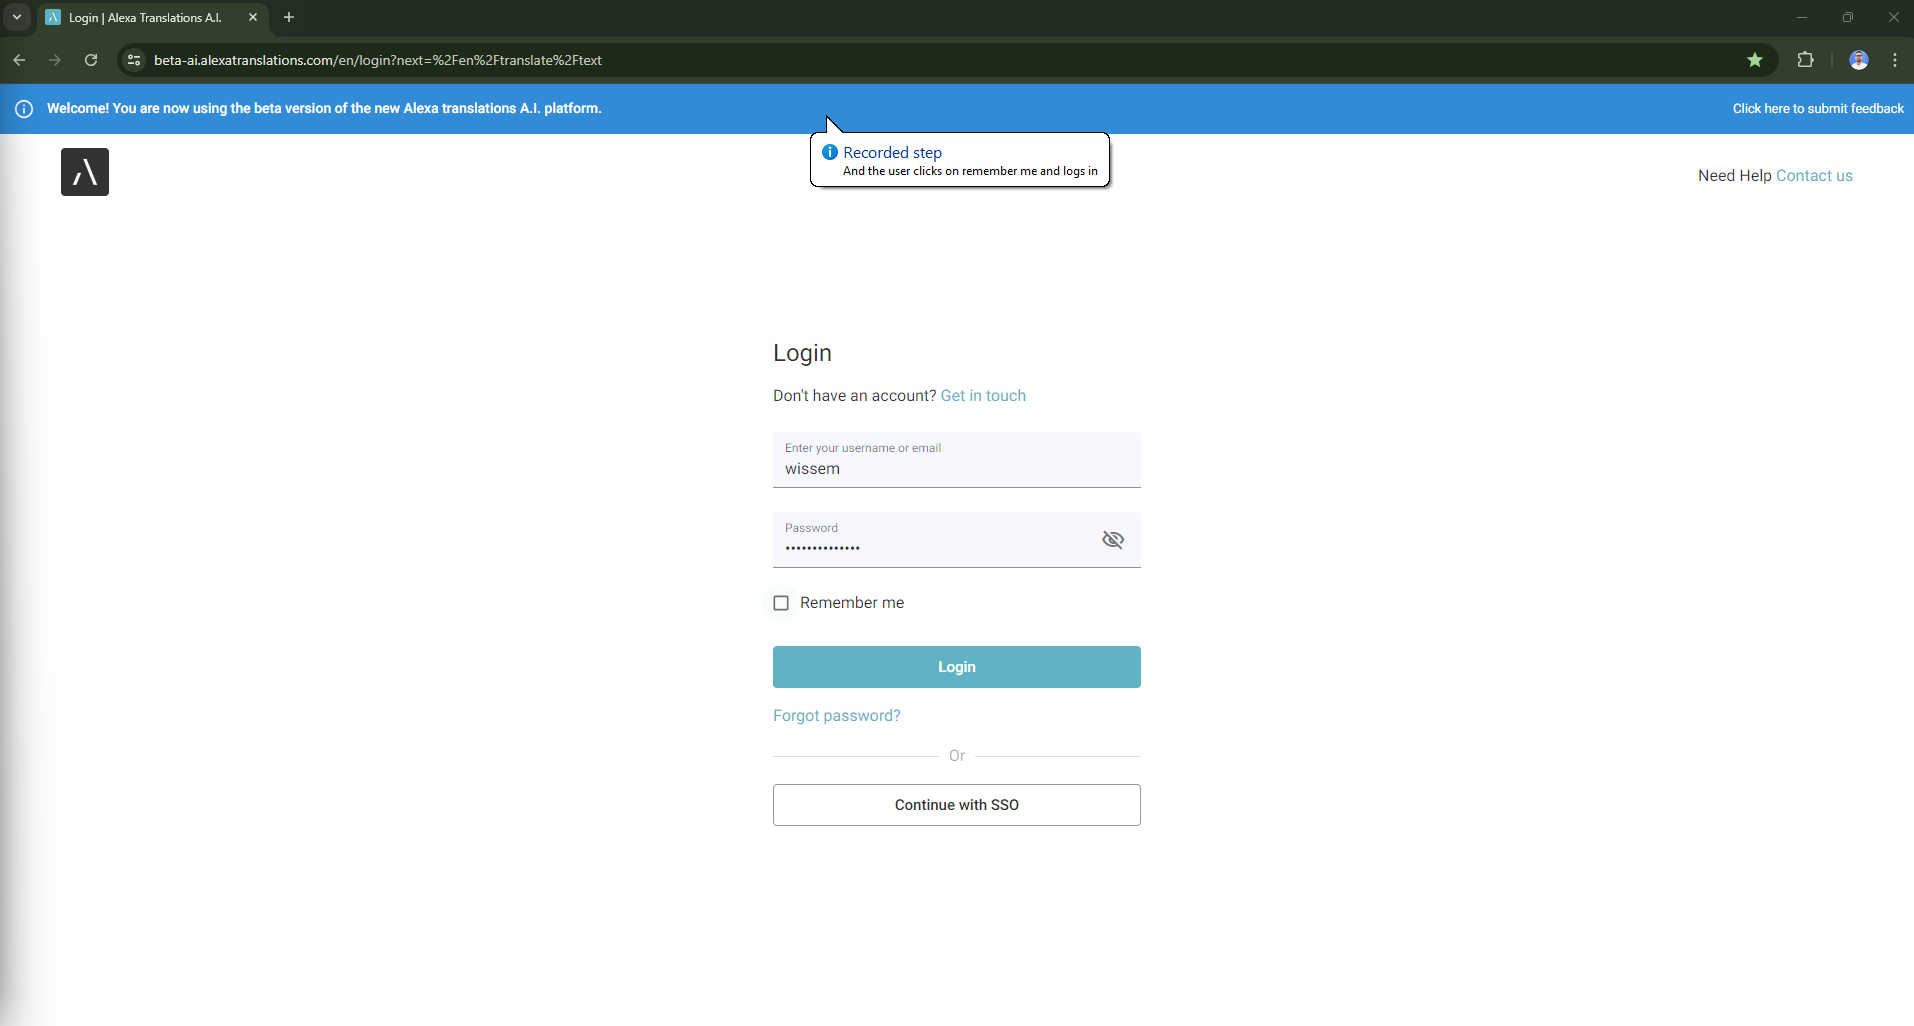 Login | Alexa Translations A.I.
beta-ai.alexatranslations.com/en/login?next=%2Fen%2Ftranslate%2Ftext
Welcome! You are now using the beta version of the new Alexa translations A.I. platform.
Click here to submit feedback
Recorded step
And the user clicks on remember me and logs in
Need Help Contact us
Login
Don't have an account? Get in touch
Enter your username or email
wissem
Password
••••••••••••••
Remember me
Login
Forgot password?
Or
Continue with SSO